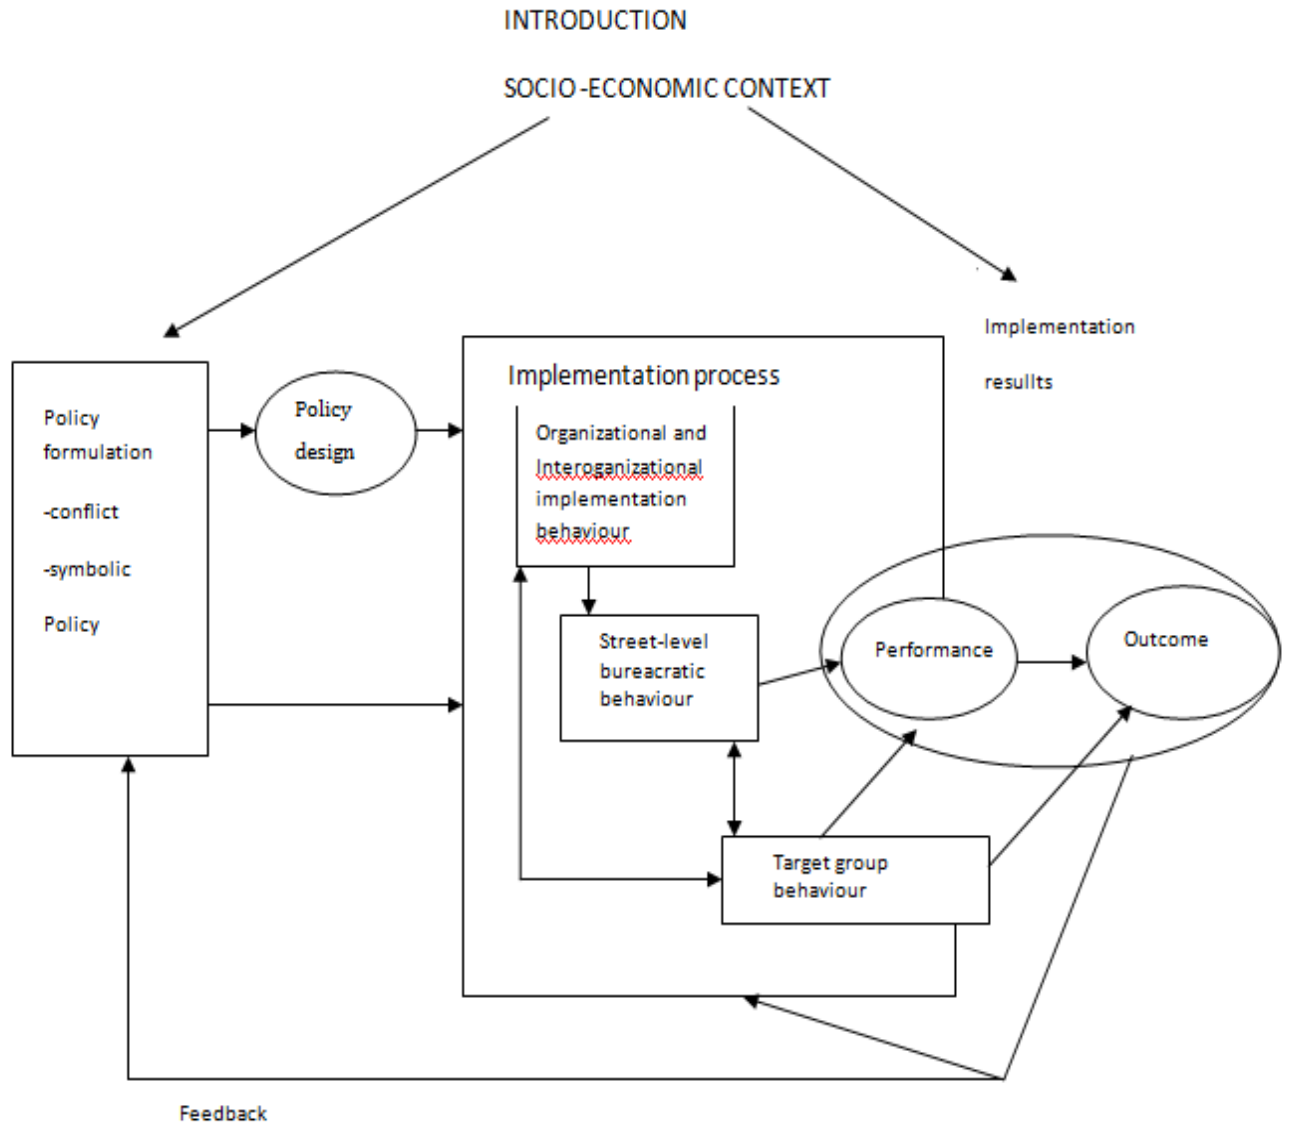 INTRODUCTION
SOCIO -ECONOMIC CONTEXT
Implementation
resullts
Policy
formulation
-conflict
-symbolic
Policy
Policy
design
Implementation process
Organizational and
Interoganizational
implementation
behaviour
Street-level
bureacratic
behaviour
Performance
Outcome
Target group
behaviour
Feedback